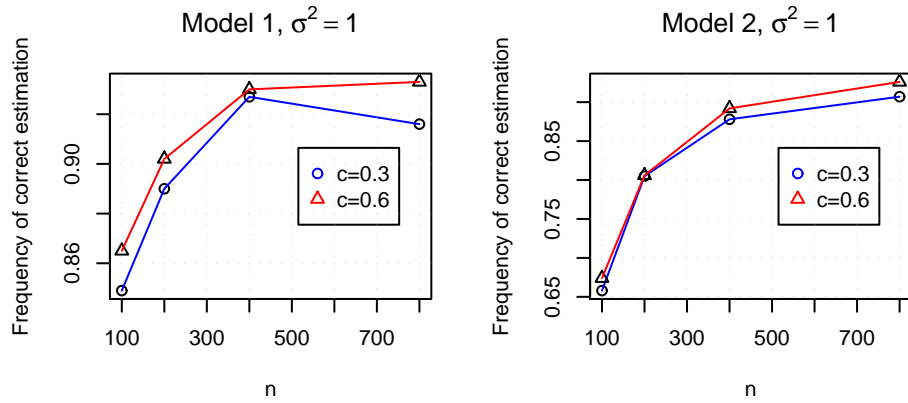 Model 1, σ² = 1
Frequency of correct estimation
0.86
0.90
c=0.3
c=0.6
100
300
500
700
n
Model 2, σ² = 1
Frequency of correct estimation
0.65
0.75
0.85
c=0.3
c=0.6
100
300
500
700
n